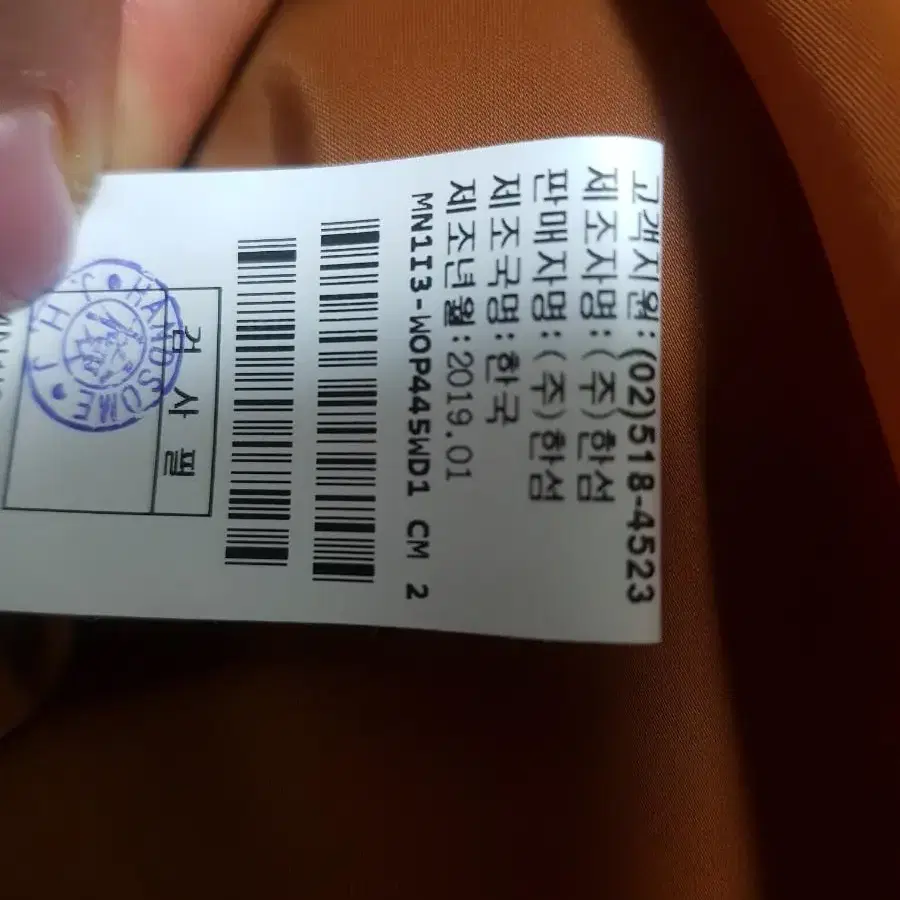 고객지원:(02)518-4523
제조자명:(주)한섬
판매자명:(주)한섬
제조국명:한국
제조년월:2019.01
MN1I3-WOP445WD1 CM 2
검사필
HANDSOME